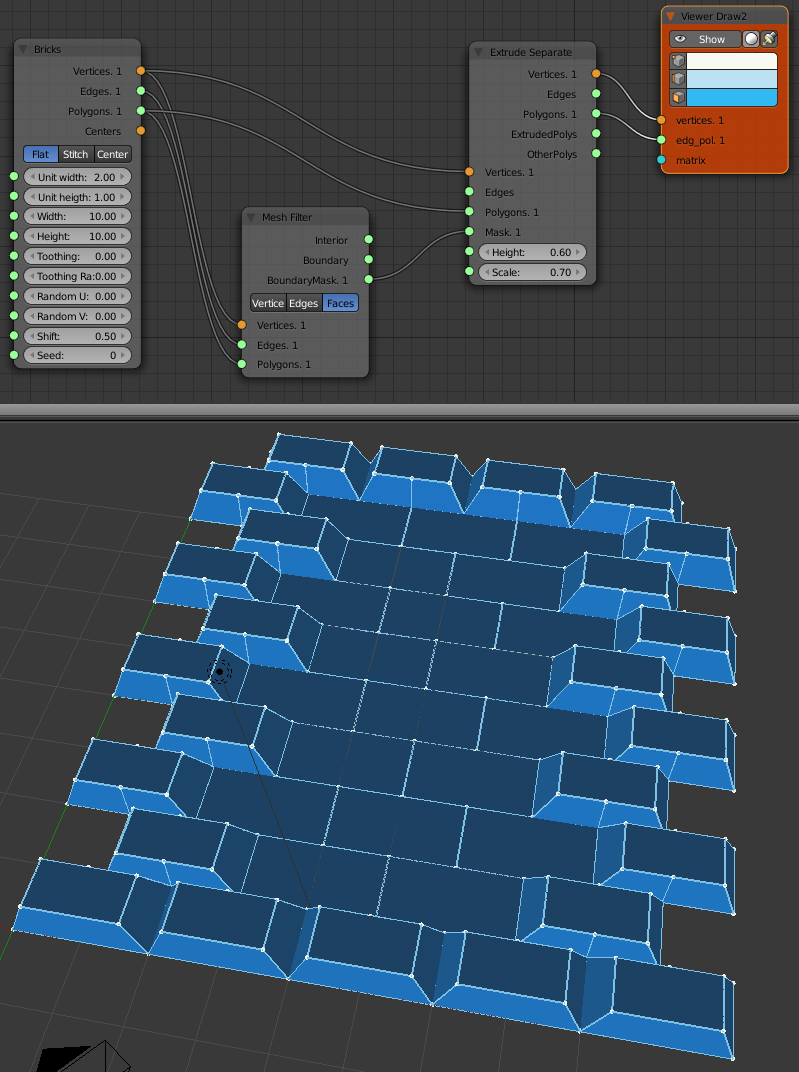 Bricks
Vertices. 1
Edges. 1
Polygons. 1
Centers
Flat Stitch Center
Unit width: 2.00
Unit heigth: 1.00
Width: 10.00
Height: 10.00
Toothing: 0.00
Toothing Ra: 0.00
Random U: 0.00
Random V: 0.00
Shift: 0.50
Seed: 0
Mesh Filter
Interior
Boundary
BoundaryMask. 1
Vertice Edges Faces
Vertices. 1
Edges. 1
Polygons. 1
Extrude Separate
Vertices. 1
Edges
Polygons. 1
ExtrudedPolys
OtherPolys
Vertices. 1
Edges
Polygons. 1
Mask. 1
Height: 0.60
Scale: 0.70
Viewer Draw2
Show
vertices. 1
edg_pol. 1
matrix